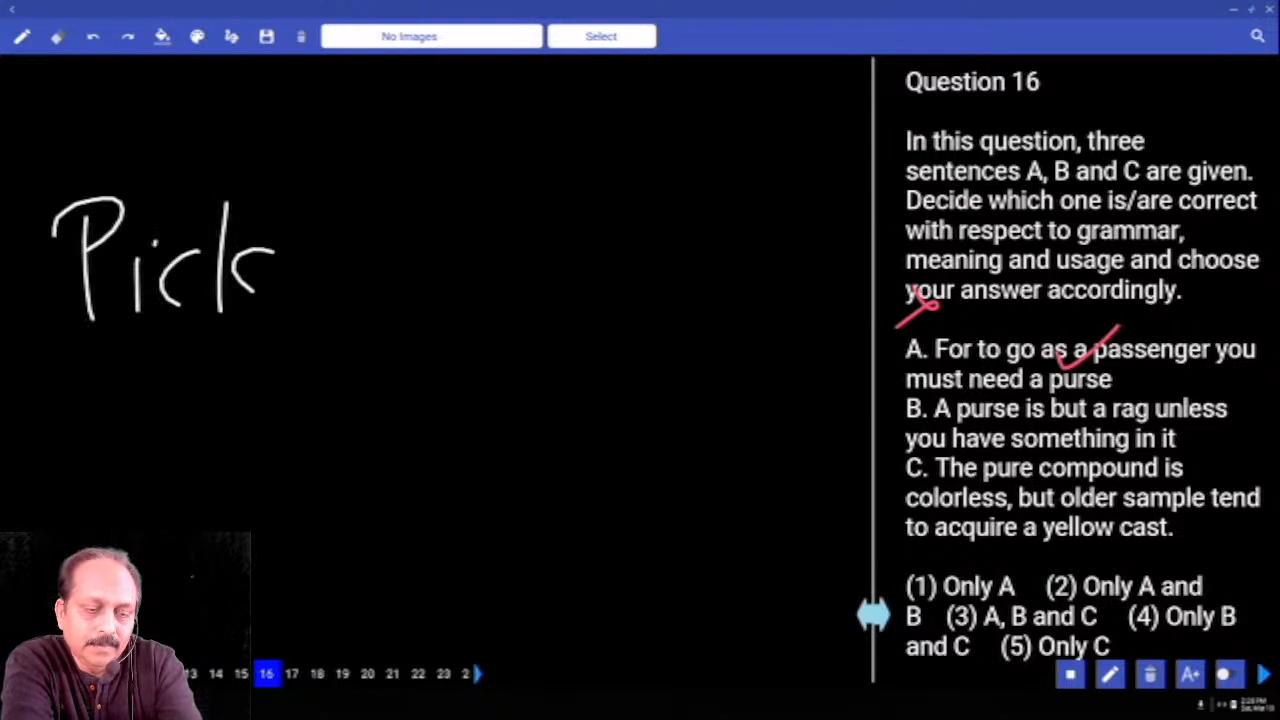 No Images
Select
Question 16
In this question, three
sentences A, B and C are given.
Decide which one is/are correct
with respect to grammar,
meaning and usage and choose
your answer accordingly.
A. For to go as a passenger you
must need a purse
B. A purse is but a rag unless
you have something in it
C. The pure compound is
colorless, but older sample tend
to acquire a yellow cast.
(1) Only A (2) Only A and
B (3) A, B and C (4) Only B
and C (5) Only C
Pick
13 14 15 16 17 18 19 20 21 22 23 2
A+